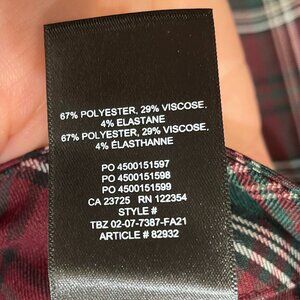 67% POLYESTER, 29% VISCOSE,
4% ELASTANE
67% POLYESTER, 29% VISCOSE,
4% ÉLASTHANNE
PO 4500151597
PO 4500151598
PO 4500151599
CA 23725 RN 122354
STYLE #
TBZ 02-07-7387-FA21
ARTICLE # 82932